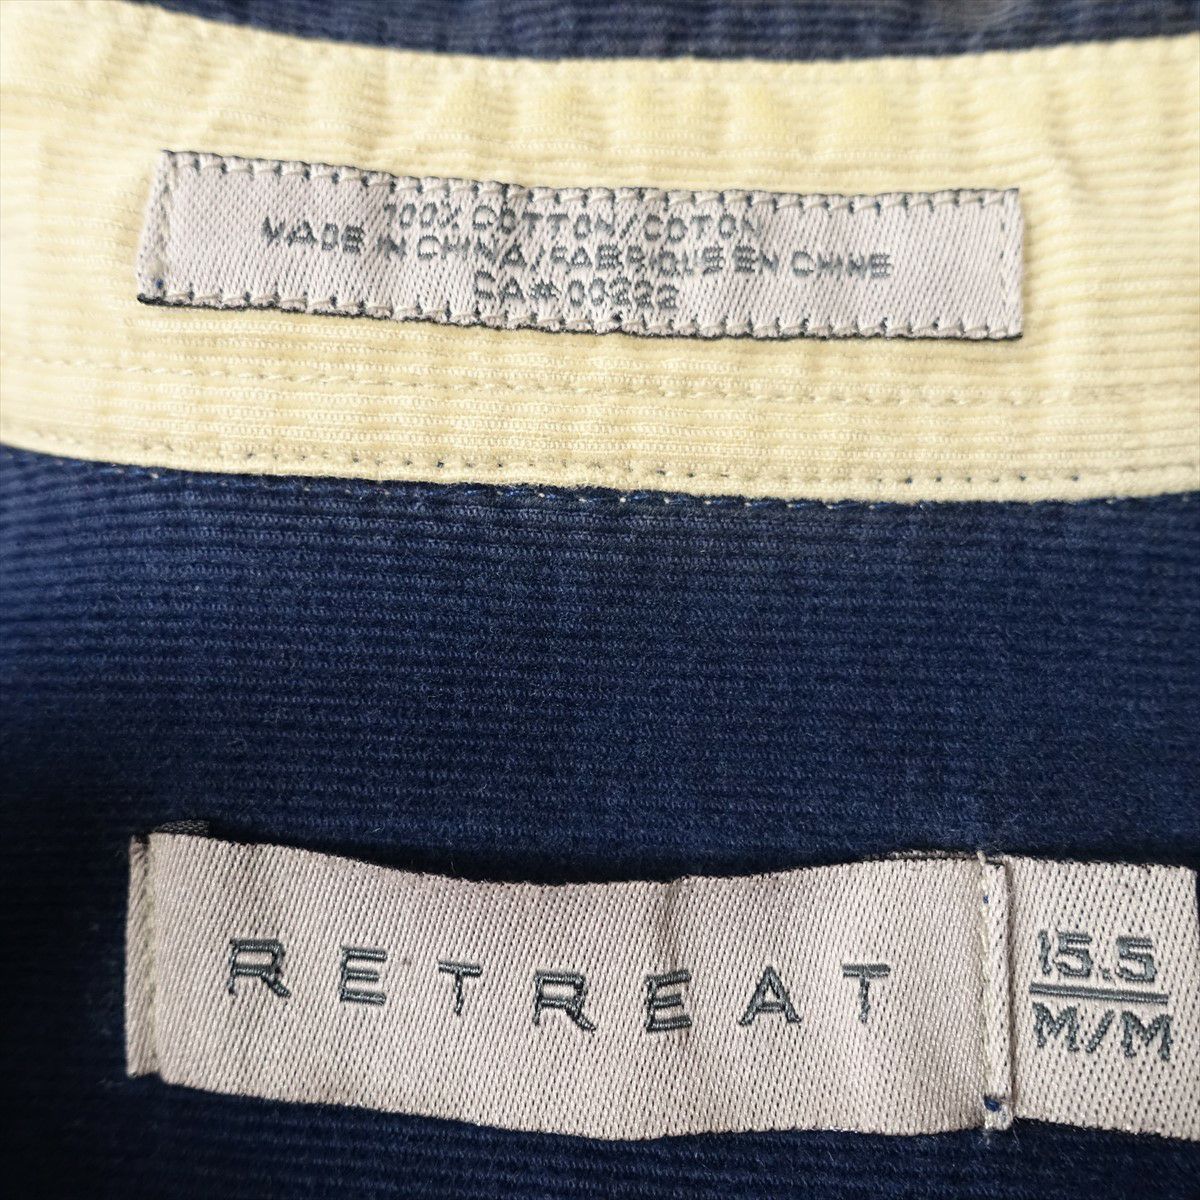 100% COTTON/COTON
MADE IN CHINA/FABRIQUE EN CHINE
CA# 00222
RETREAT
15.5
M/M